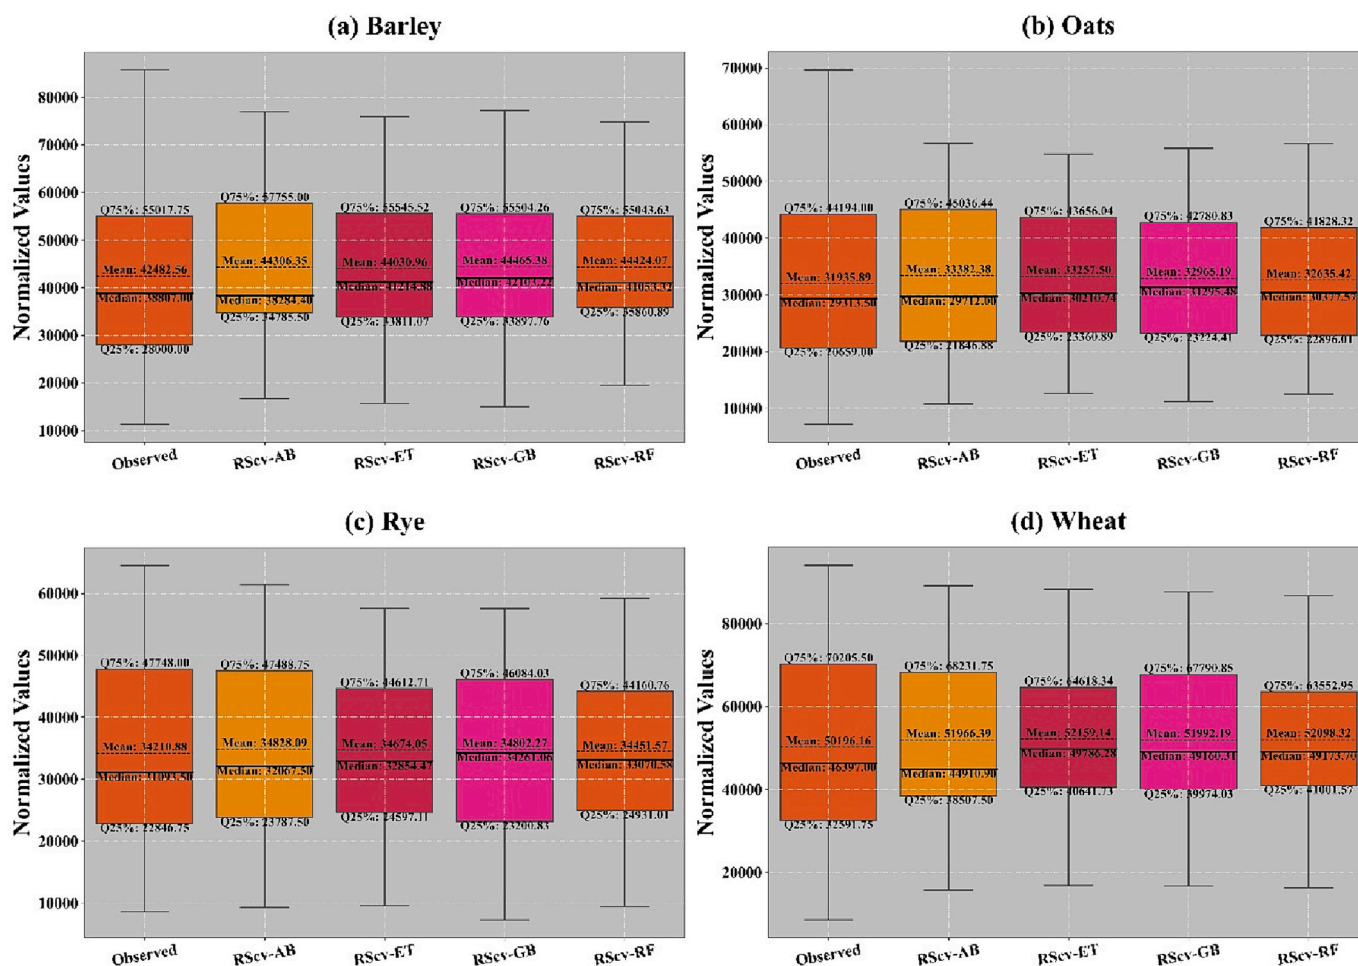 (a) Barley
Normalized Values
80000
70000
60000
50000
40000
30000
20000
10000
Q75%: 55017.75
Mean: 42482.56
Median: 38807.00
Q25%: 28000.00
Q75%: 57755.00
Mean: 44306.35
Median: 38284.40
Q25%: 34785.50
Q75%: 55545.52
Mean: 44030.96
Median: 41214.88
Q25%: 33811.07
Q75%: 55504.26
Mean: 44465.38
Median: 42103.22
Q25%: 33897.76
Q75%: 55043.63
Mean: 44424.07
Median: 41053.32
Q25%: 35860.89
Observed
RScv-AB
RScv-ET
RScv-GB
RScv-RF
(b) Oats
Normalized Values
70000
60000
50000
40000
30000
20000
10000
Q75%: 44194.00
Mean: 31935.89
Median: 29313.50
Q25%: 20659.00
Q75%: 45036.44
Mean: 33382.38
Median: 29712.00
Q25%: 21846.88
Q75%: 43656.04
Mean: 33257.50
Median: 30210.74
Q25%: 23360.89
Q75%: 42780.83
Mean: 32965.19
Median: 31295.48
Q25%: 23224.41
Q75%: 41828.32
Mean: 32635.42
Median: 30377.57
Q25%: 22896.01
Observed
RScv-AB
RScv-ET
RScv-GB
RScv-RF
(c) Rye
Normalized Values
60000
50000
40000
30000
20000
10000
Q75%: 47748.00
Mean: 34210.88
Median: 31093.50
Q25%: 22846.75
Q75%: 47488.75
Mean: 34828.09
Median: 32067.50
Q25%: 23787.50
Q75%: 44612.71
Mean: 34674.05
Median: 32854.47
Q25%: 24597.11
Q75%: 46084.03
Mean: 34802.27
Median: 34261.06
Q25%: 23200.83
Q75%: 44160.76
Mean: 34451.57
Median: 33070.58
Q25%: 24931.01
Observed
RScv-AB
RScv-ET
RScv-GB
RScv-RF
(d) Wheat
Normalized Values
80000
60000
40000
20000
Q75%: 70205.50
Mean: 50196.16
Median: 46397.00
Q25%: 32591.75
Q75%: 68231.75
Mean: 51966.39
Median: 44910.90
Q25%: 38507.50
Q75%: 64618.34
Mean: 52159.14
Median: 49786.28
Q25%: 40641.73
Q75%: 67790.85
Mean: 51992.19
Median: 49160.31
Q25%: 39974.03
Q75%: 63552.95
Mean: 52098.32
Median: 49173.70
Q25%: 41001.57
Observed
RScv-AB
RScv-ET
RScv-GB
RScv-RF